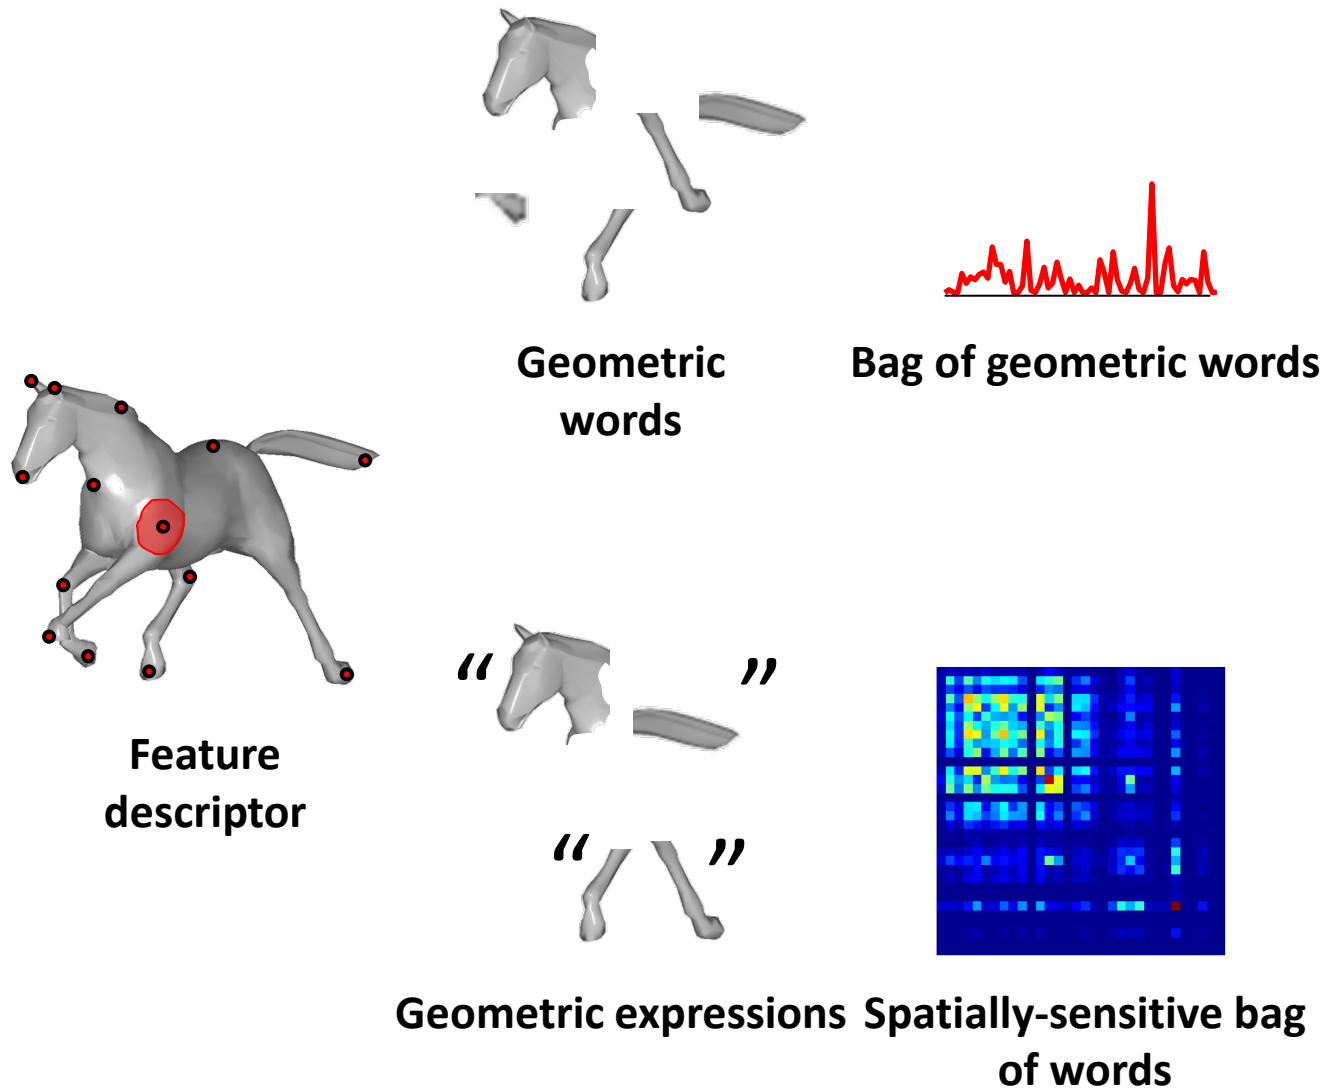 Geometric
words
Bag of geometric words
Feature
descriptor
“ ”
“ ”
Geometric expressions
Spatially-sensitive bag
of words